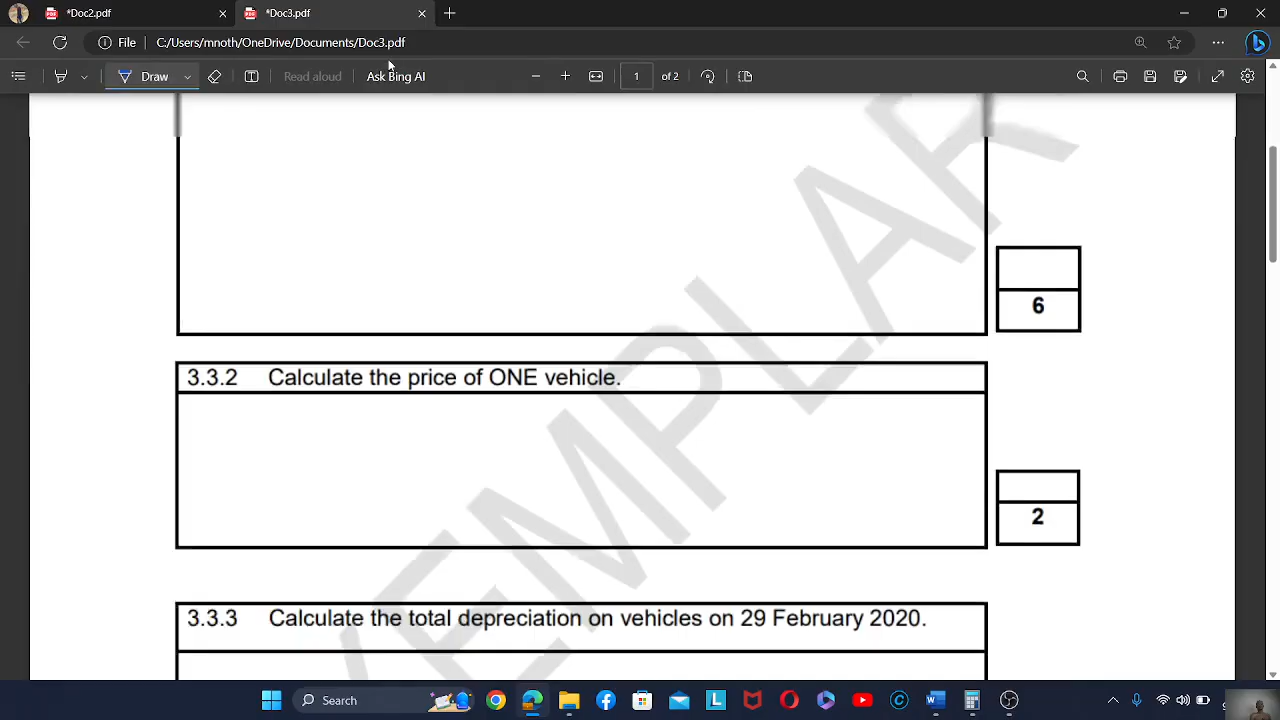 *Doc2.pdf
*Doc3.pdf
File
C:/Users/mnoth/OneDrive/Documents/Doc3.pdf
Draw
Read aloud
Ask Bing AI
1 of 2
EXEMPLAR
6
3.3.2 Calculate the price of ONE vehicle.
2
3.3.3 Calculate the total depreciation on vehicles on 29 February 2020.
Search